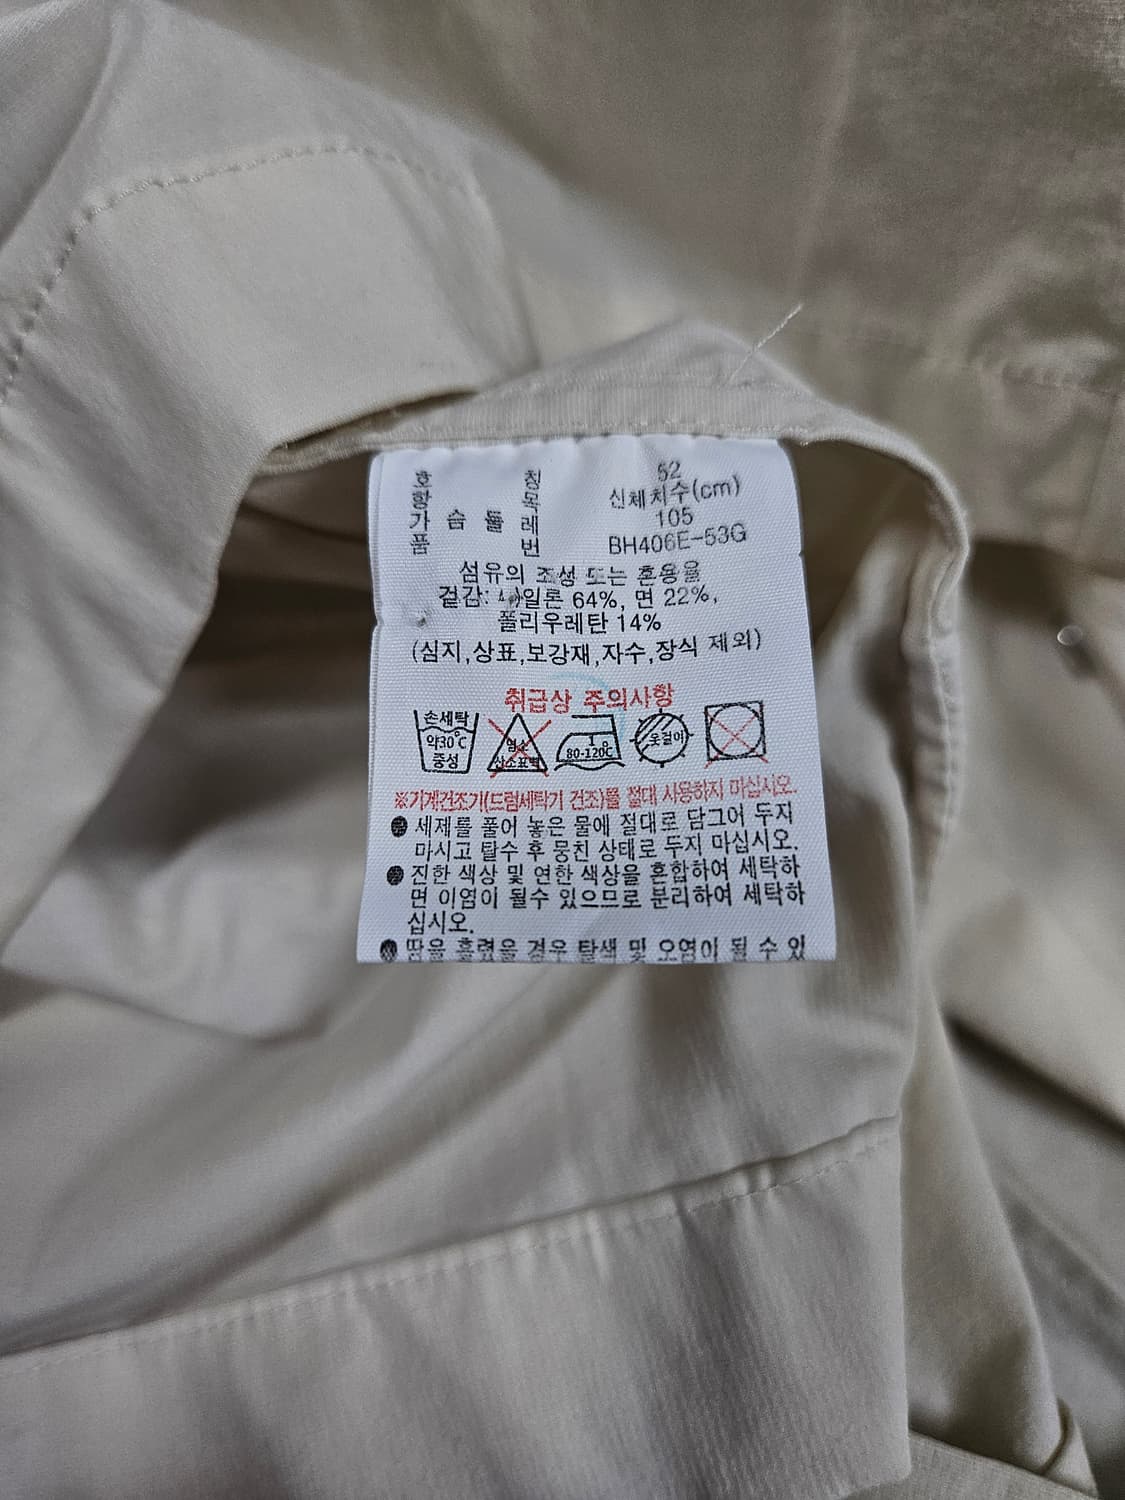 호 칭 52
항 목 신체치수(cm)
가 슴 둘 레 105
품 번 BH406E-53G
섬유의 조성 또는 혼용율
겉감: 나일론 64%, 면 22%,
폴리우레탄 14%
(심지,상표,보강재,자수,장식 제외)
취급상 주의사항
손세탁
약30℃
중성
염소
산소표백
1
80-120℃
옷걸이
※기계건조기(드럼세탁기 건조)를 절대 사용하지 마십시오.
● 세제를 풀어 놓은 물에 절대로 담그어 두지
마시고 탈수 후 뭉친 상태로 두지 마십시오.
● 진한 색상 및 연한 색상을 혼합하여 세탁하
면 이염이 될수 있으므로 분리하여 세탁하
십시오.
● 땀을 흘렸을 경우 탈색 및 오염이 될 수 있